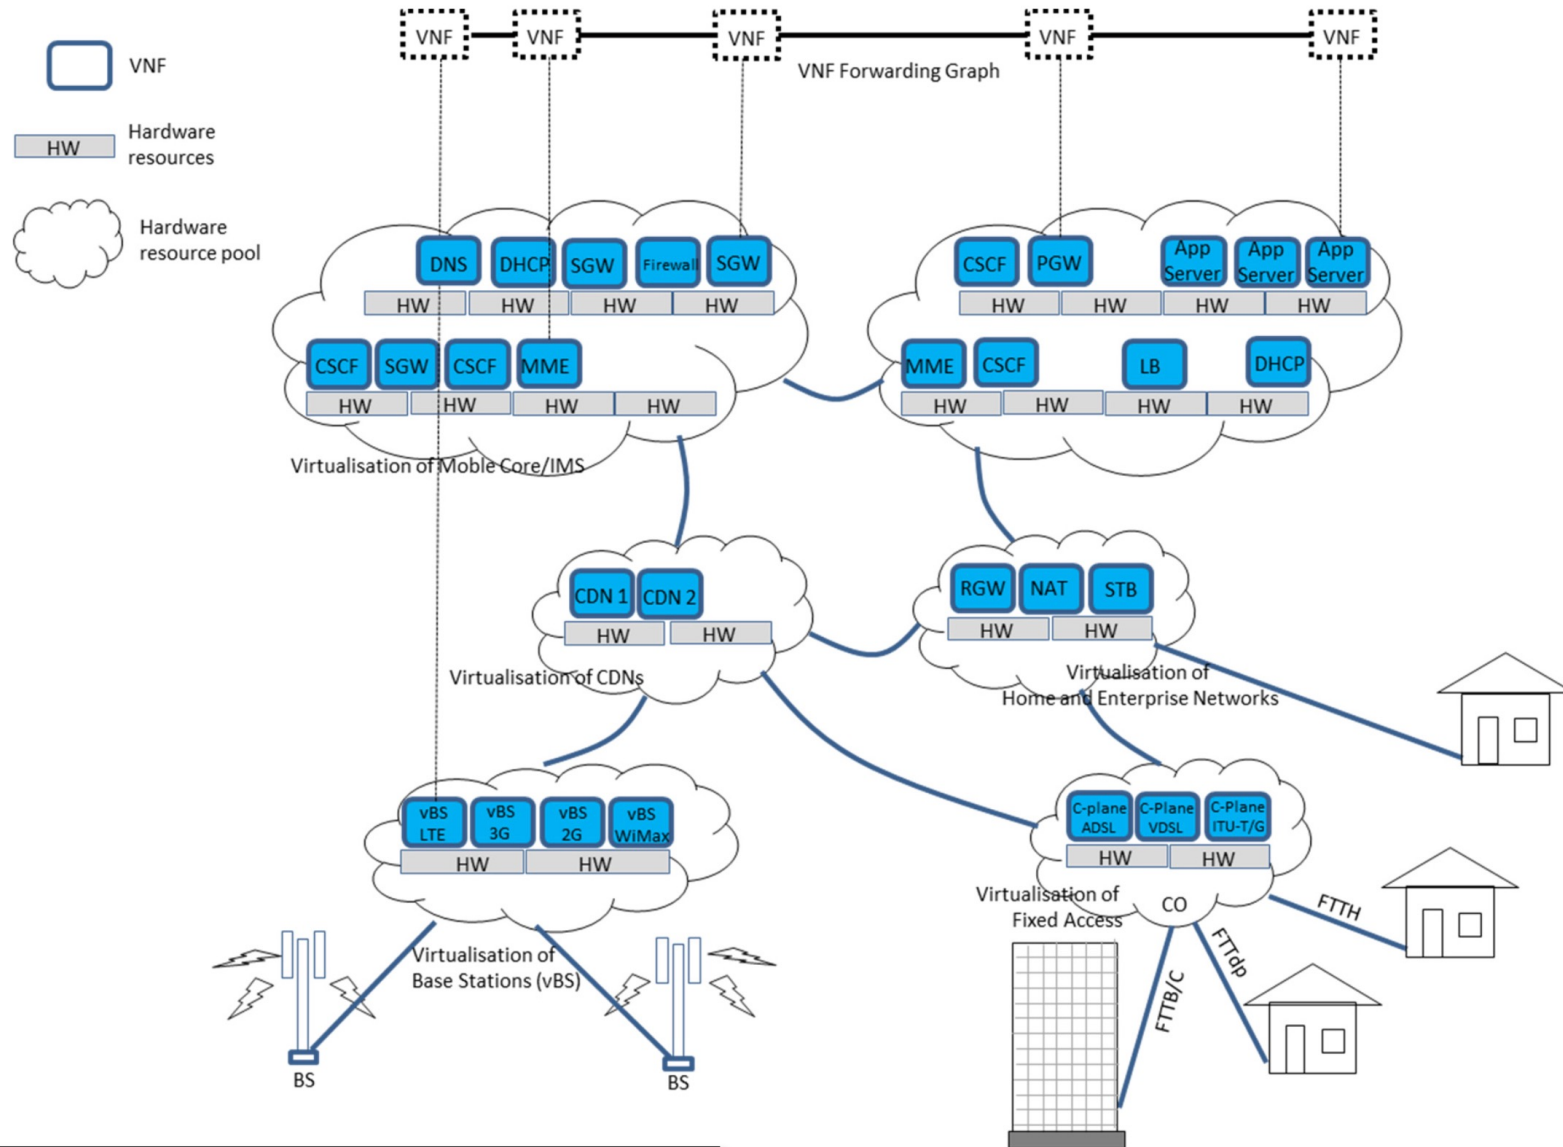 VNF VNF VNF VNF VNF
VNF Forwarding Graph
VNF
HW
Hardware
resources
Hardware
resource pool
DNS DHCP SGW Firewall SGW
HW HW HW HW
CSCF SGW CSCF MME
HW HW HW HW
Virtualisation of Moble Core/IMS
CSCF PGW
App
Server
App
Server
App
Server
HW HW HW HW
MME CSCF LB DHCP
HW HW HW HW
CDN 1 CDN 2
HW HW
Virtualisation of CDNs
RGW NAT STB
HW HW
Virtualisation of
Home and Enterprise Networks
vBS
LTE
vBS
3G
vBS
2G
vBS
WiMax
HW HW
Virtualisation of
Base Stations (vBS)
BS
BS
C-plane
ADSL
C-Plane
VDSL
C-Plane
ITU-T/G
HW HW
Virtualisation of
Fixed Access
CO
FTTH
FTTdp
FTTB/C